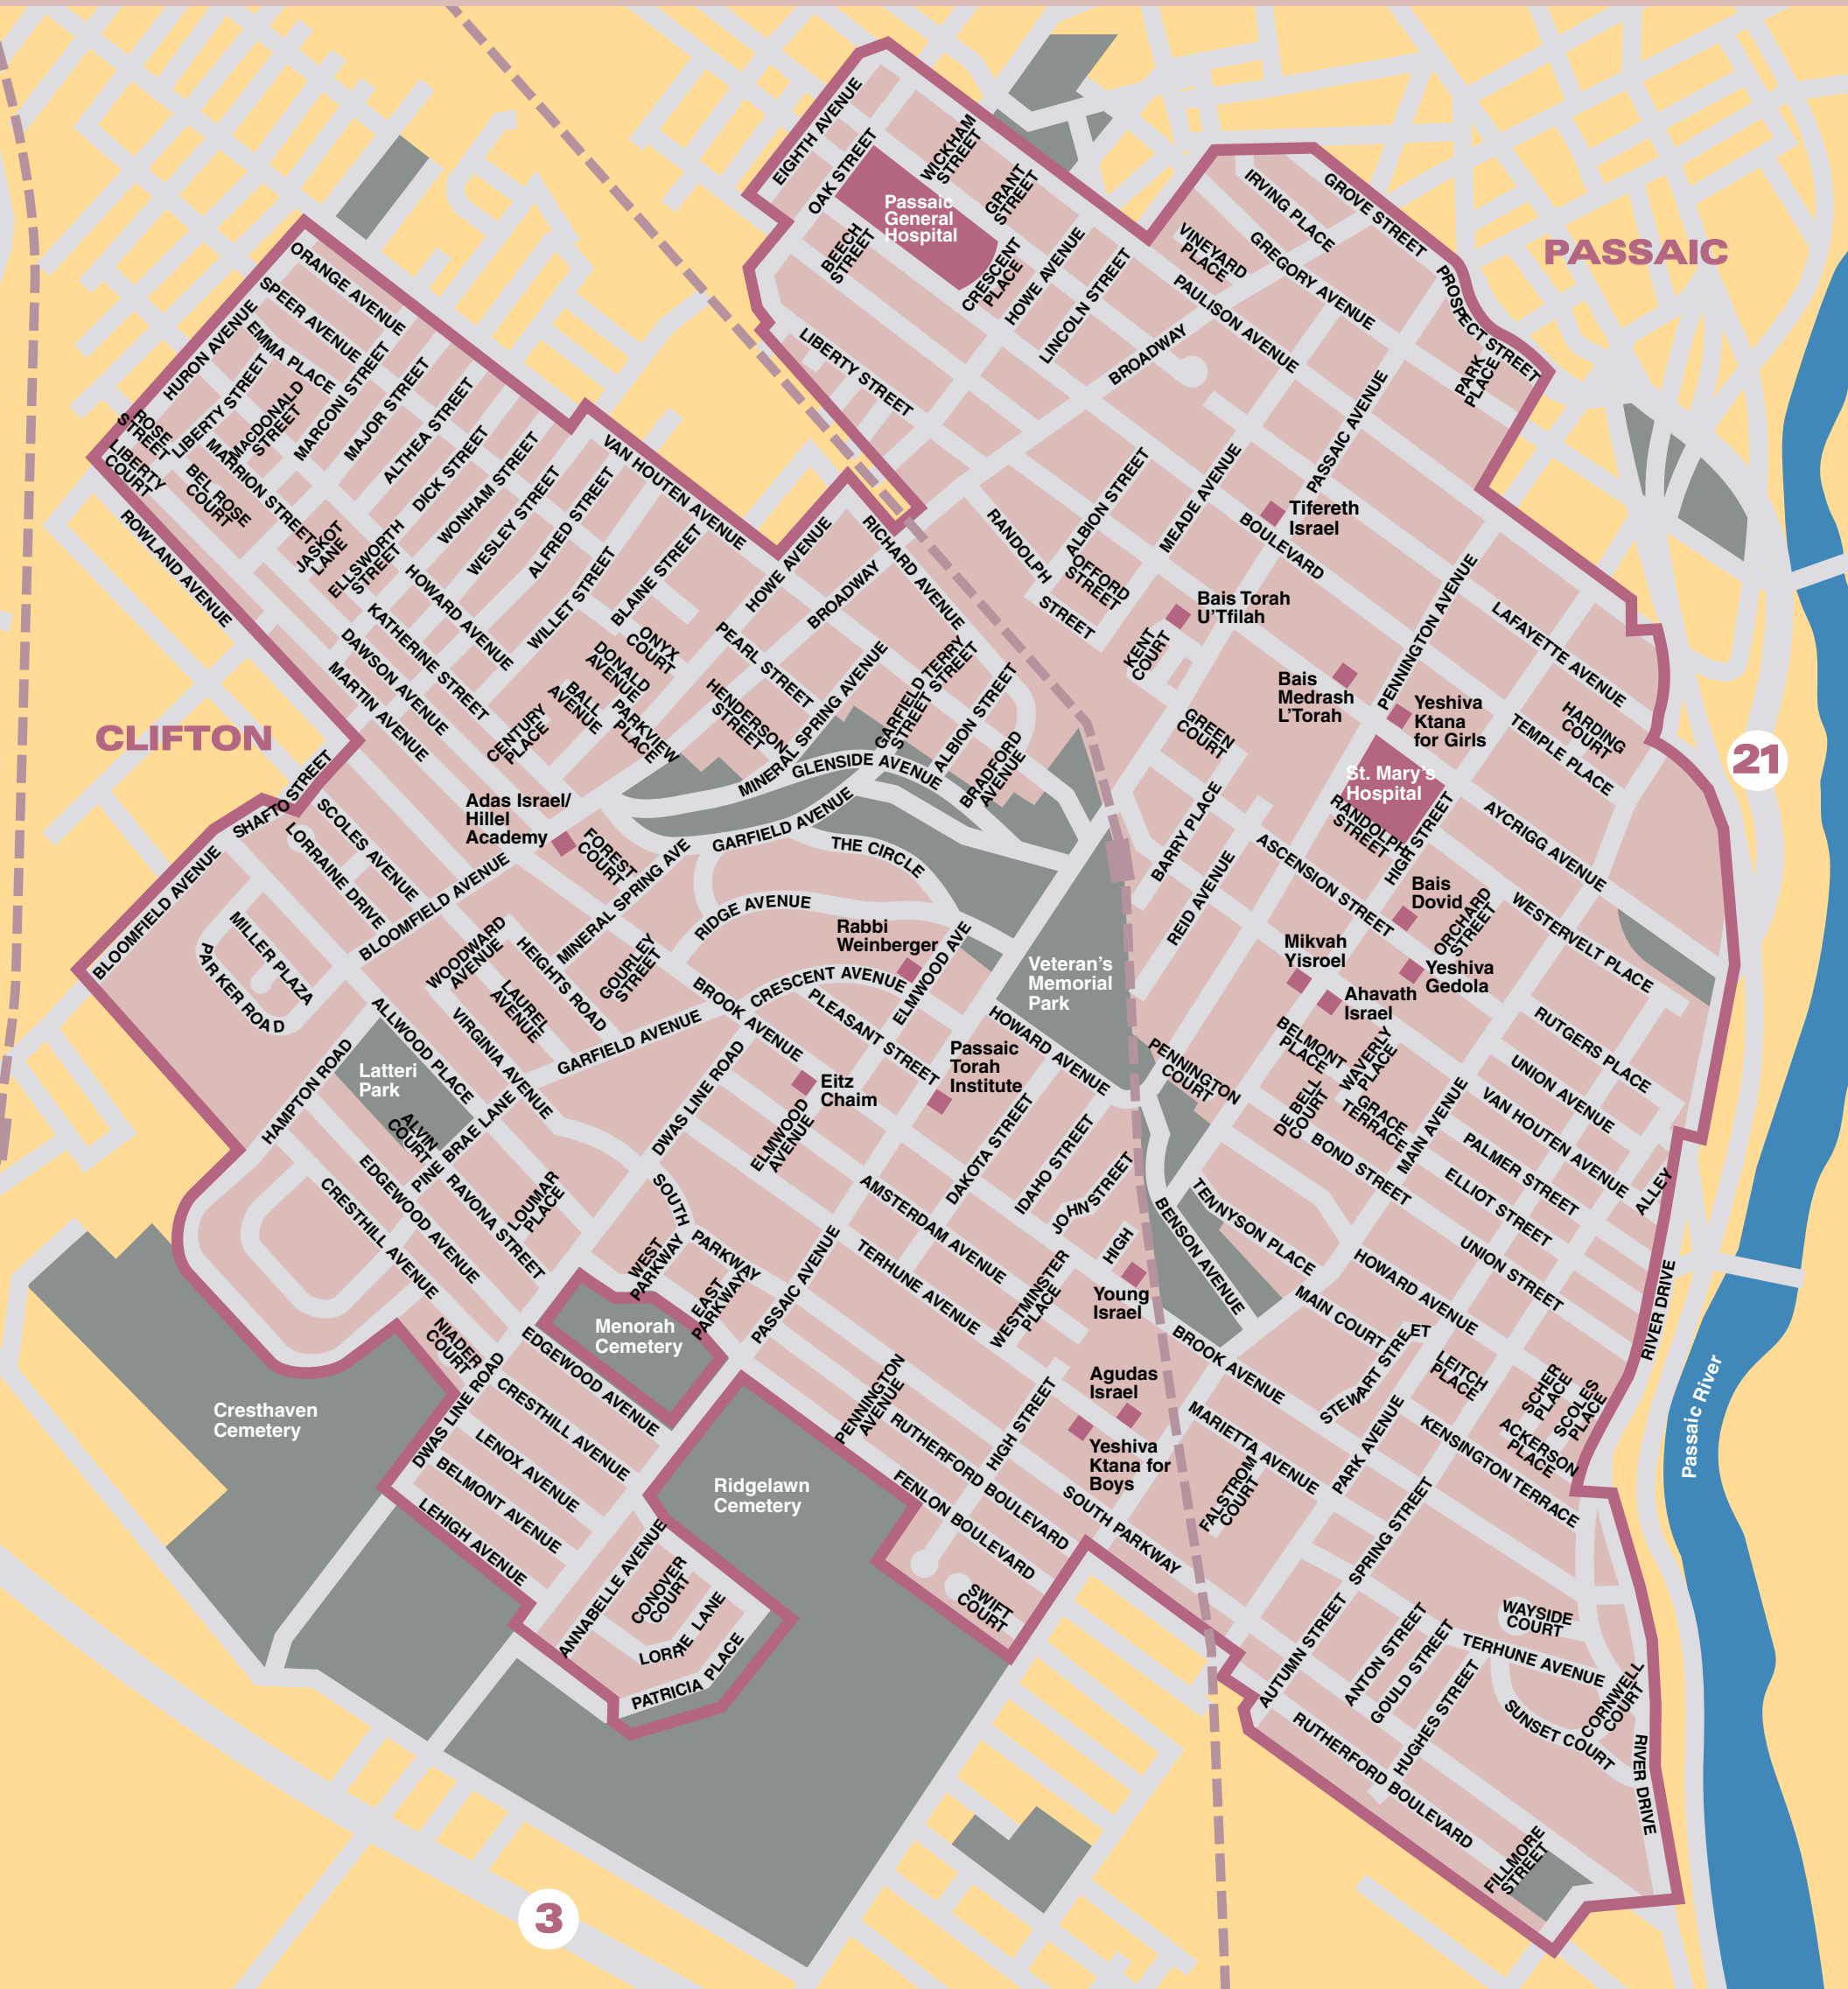 EIGHTH AVENUE
OAK STREET
WICKHAM
STREET
Passaic
General
Hospital
GRANT
STREET
BEECH
STREET
CRESCENT
PLACE
HOWE AVENUE
LINCOLN STREET
IRVING PLACE
GROVE STREET
VINEYARD
PLACE
GREGORY AVENUE
PASSAIC
PAULISON AVENUE
PROSPECT STREET
PARK
PLACE
BROADWAY
LIBERTY STREET
PASSAIC AVENUE
ORANGE AVENUE
SPEER AVENUE
HURON AVENUE
EMMA PLACE
LIBERTY STREET
MACDONALD
STREET
MARCONI STREET
MAJOR STREET
ALTHEA STREET
ROSE
STREET
LIBERTY
COURT
MARRION STREET
BEL ROSE
COURT
JASKOT
LANE
ELLSWORTH
STREET
DICK STREET
WONHAM STREET
WESLEY STREET
ALFRED STREET
VAN HOUTEN AVENUE
ROWLAND AVENUE
HOWARD AVENUE
WILLET STREET
BLAINE STREET
HOWE AVENUE
RICHARD AVENUE
BROADWAY
KATHERINE STREET
DAWSON AVENUE
MARTIN AVENUE
ONYX
COURT
DONALD
AVENUE
BALL
AVENUE
PARKVIEW
PLACE
CENTURY
PLACE
PEARL STREET
HENDERSON
STREET
MINERAL SPRING AVENUE
GARFIELD
STREET
TERRY
STREET
ALBION STREET
BRADFORD
AVENUE
GLENSIDE AVENUE
GARFIELD AVENUE
THE CIRCLE
RANDOLPH
STREET
ALBION STREET
OFFORD
STREET
MEADE AVENUE
Tifereth
Israel
BOULEVARD
Bais Torah
U'Tfilah
KENT
COURT
PENNINGTON AVENUE
LAFAYETTE AVENUE
Bais
Medrash
L'Torah
Yeshiva
Ktana
for Girls
HARDING
COURT
TEMPLE PLACE
GREEN
COURT
St. Mary's
Hospital
RANDOLPH
STREET
HIGH STREET
21
AYCRIGG AVENUE
BARRY PLACE
REID AVENUE
ASCENSION STREET
Bais
Dovid
ORCHARD
STREET
WESTERVELT PLACE
Mikvah
Yisroel
Yeshiva
Gedola
Ahavath
Israel
CLIFTON
SHAFTO STREET
SCOLES AVENUE
LORRAINE DRIVE
BLOOMFIELD AVENUE
BLOOMFIELD AVENUE
Adas Israel/
Hillel
Academy
FOREST
COURT
MINERAL SPRING AVE
RIDGE AVENUE
Rabbi
Weinberger
ELMWOOD AVE
MILLER PLAZA
PARKER ROAD
WOODWARD
AVENUE
LAUREL
AVENUE
HEIGHTS ROAD
GOURLEY
STREET
CRESCENT AVENUE
BROOK AVENUE
PLEASANT STREET
GARFIELD AVENUE
Veteran's
Memorial
Park
HOWARD AVENUE
ALLWOOD PLACE
VIRGINIA AVENUE
Latteri
Park
HAMPTON ROAD
ALVIN
COURT
PINE BRAE LANE
DWAS LINE ROAD
Eitz
Chaim
ELMWOOD
AVENUE
Passaic
Torah
Institute
DAKOTA STREET
IDAHO STREET
JOHN STREET
PENNINGTON
COURT
BELMONT
PLACE
WAVERLY
PLACE
DE BELL
COURT
GRACE
TERRACE
MAIN AVENUE
BOND STREET
RUTGERS PLACE
UNION AVENUE
VAN HOUTEN AVENUE
PALMER STREET
ELLIOT STREET
UNION STREET
ALLEY
TENNYSON PLACE
BENSON AVENUE
HOWARD AVENUE
MAIN COURT
RIVER DRIVE
EDGEWOOD AVENUE
CRESTHILL AVENUE
RAVONA STREET
LOUMAR
PLACE
SOUTH
PARKWAY
WEST
PARKWAY
EAST
PARKWAY
PASSAIC AVENUE
AMSTERDAM AVENUE
TERHUNE AVENUE
WESTMINSTER
PLACE
HIGH
Young
Israel
BROOK AVENUE
STEWART STREET
LEITCH
PLACE
SCHER
PLACE
SCOLES
PLACE
ACKERSON
PLACE
KENSINGTON TERRACE
Passaic River
Menorah
Cemetery
NIADER
COURT
EDGEWOOD AVENUE
CRESTHILL AVENUE
DWAS LINE ROAD
LENOX AVENUE
BELMONT AVENUE
LEHIGH AVENUE
Cresthaven
Cemetery
Ridgelawn
Cemetery
PENNINGTON
AVENUE
RUTHERFORD BOULEVARD
FENLON BOULEVARD
HIGH STREET
Agudas
Israel
Yeshiva
Ktana for
Boys
SOUTH PARKWAY
MARIETTA AVENUE
FALSTROM
COURT
PARK AVENUE
SPRING STREET
SWIFT
COURT
ANNABELLE AVENUE
CONOVER
COURT
LORRIE LANE
PATRICIA PLACE
AUTUMN STREET
ANTON STREET
GOULD STREET
HUGHES STREET
WAYSIDE
COURT
TERHUNE AVENUE
CORNWELL
COURT
SUNSET COURT
RIVER DRIVE
RUTHERFORD BOULEVARD
FILLMORE
STREET
3